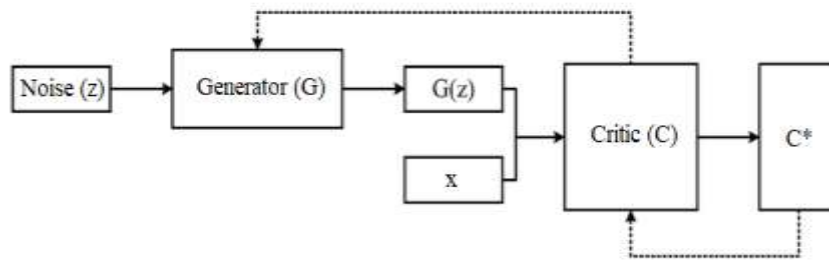 Noise (z)
Generator (G)
G(z)
x
Critic (C)
C*